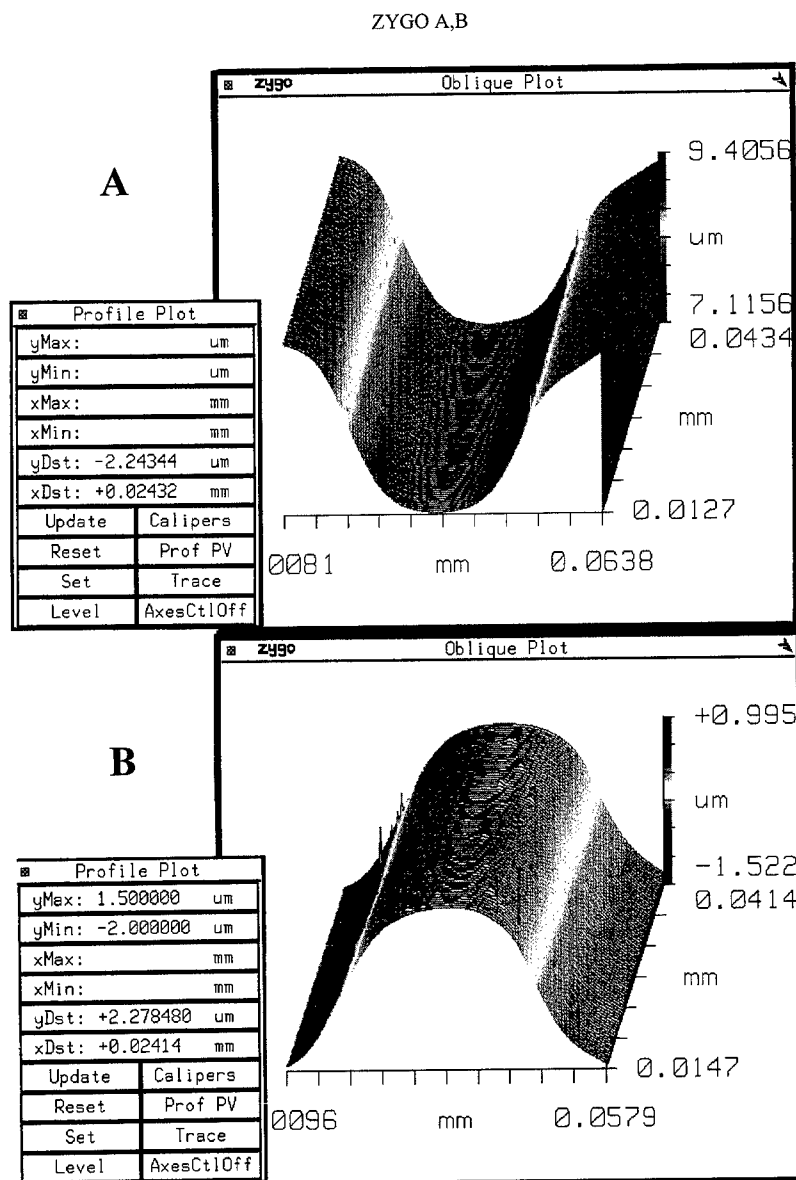 ZYGO A,B
zygo Oblique Plot
A
9.4056
um
7.1156
0.0434
mm
0.0127
0081 mm 0.0638
Profile Plot
yMax: um
yMin: um
xMax: mm
xMin: mm
yDst: -2.24344 um
xDst: +0.02432 mm
Update Calipers
Reset Prof PV
Set Trace
Level AxesCtlOff
zygo Oblique Plot
B
+0.995
um
-1.522
0.0414
mm
0.0147
0096 mm 0.0579
Profile Plot
yMax: 1.500000 um
yMin: -2.000000 um
xMax: mm
xMin: mm
yDst: +2.278480 um
xDst: +0.02414 mm
Update Calipers
Reset Prof PV
Set Trace
Level AxesCtlOff